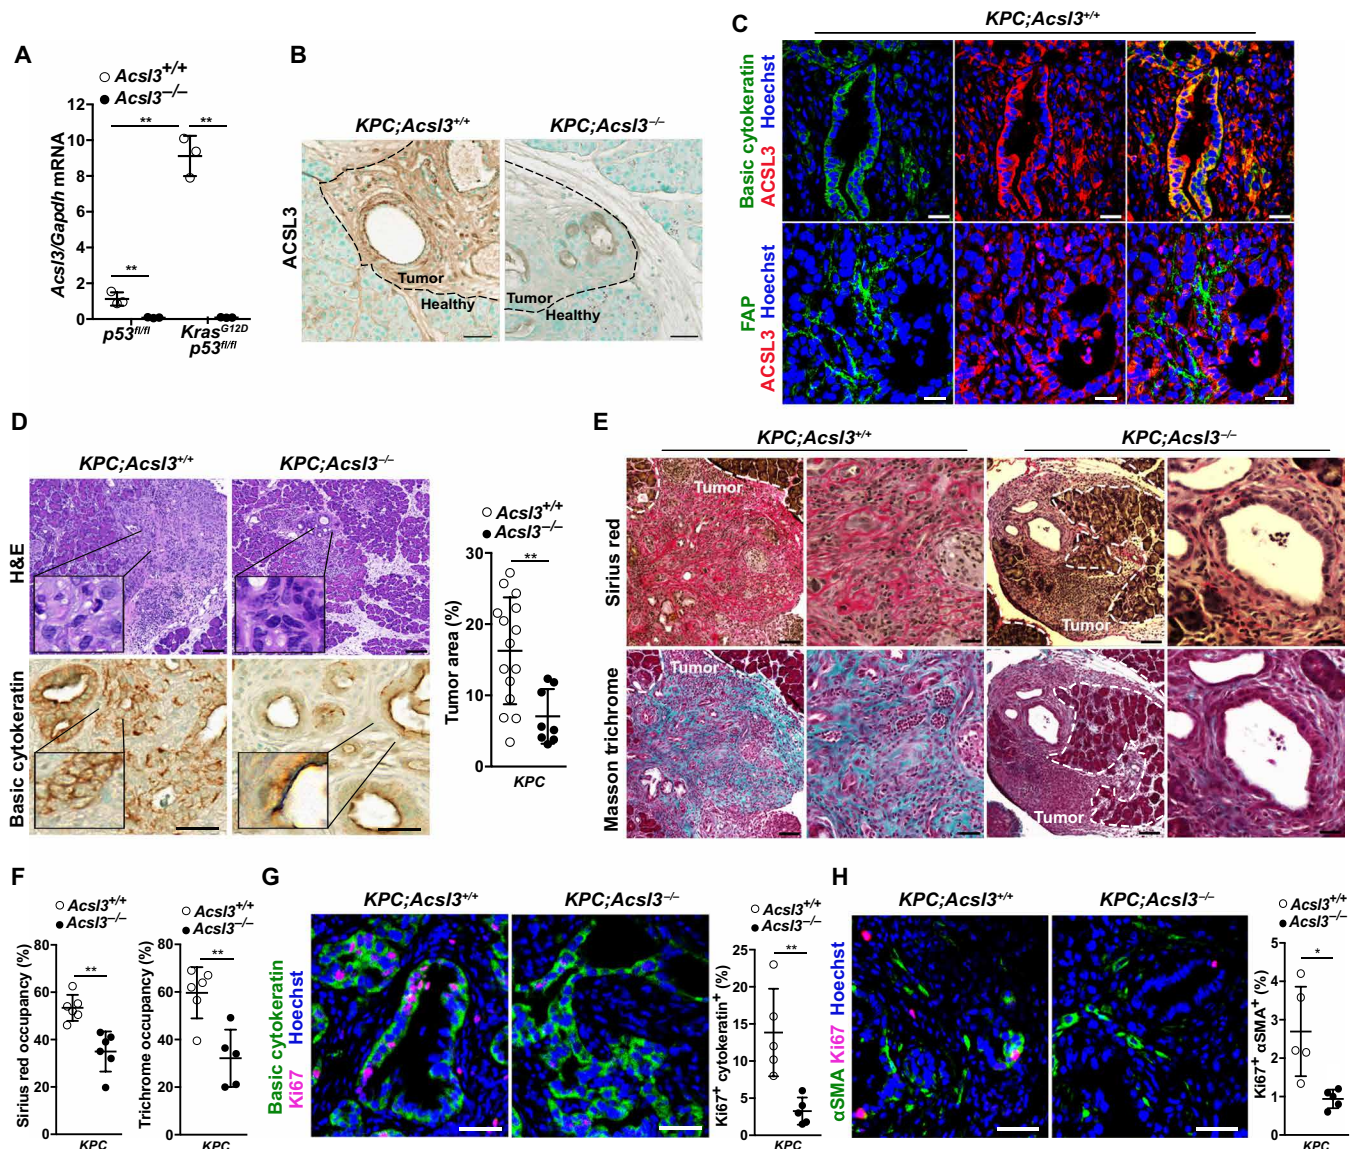 A
Acsl3+/+
Acsl3−/−
Acsl3/Gapdh mRNA
12
10
8
6
4
2
0
**
**
**
p53fl/fl
KrasG12D
p53fl/fl
B
KPC;Acsl3+/+
KPC;Acsl3−/−
ACSL3
Tumor
Healthy
Tumor
Healthy
C
KPC;Acsl3+/+
Basic cytokeratin
ACSL3 Hoechst
FAP
ACSL3 Hoechst
D
KPC;Acsl3+/+
KPC;Acsl3−/−
H&E
Basic cytokeratin
Acsl3+/+
Acsl3−/−
Tumor area (%)
30
20
10
0
**
KPC
E
KPC;Acsl3+/+
KPC;Acsl3−/−
Sirius red
Tumor
Tumor
Masson trichrome
Tumor
Tumor
F
Acsl3+/+
Acsl3−/−
Sirius red occupancy (%)
80
60
40
20
0
**
KPC
Acsl3+/+
Acsl3−/−
Trichrome occupancy (%)
80
60
40
20
0
**
KPC
G
KPC;Acsl3+/+
KPC;Acsl3−/−
Basic cytokeratin
Ki67 Hoechst
Acsl3+/+
Acsl3−/−
Ki67+ cytokeratin+ (%)
25
20
15
10
5
0
**
KPC
H
KPC;Acsl3+/+
KPC;Acsl3−/−
αSMA Ki67 Hoechst
Acsl3+/+
Acsl3−/−
Ki67+ αSMA+ (%)
5
4
3
2
1
0
*
KPC